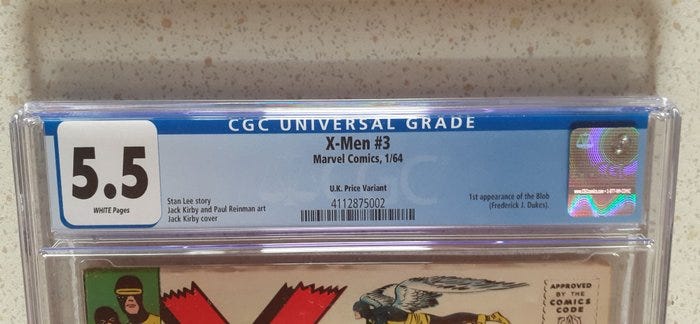 CGC UNIVERSAL GRADE
5.5
WHITE Pages
X-Men #3
Marvel Comics, 1/64
U.K. Price Variant
4112875002
Stan Lee story
Jack Kirby and Paul Reinman art
Jack Kirby cover
1st appearance of the Blob
(Frederick J. Dukes).
CGC
X
APPROVED
BY THE
COMICS
CODE